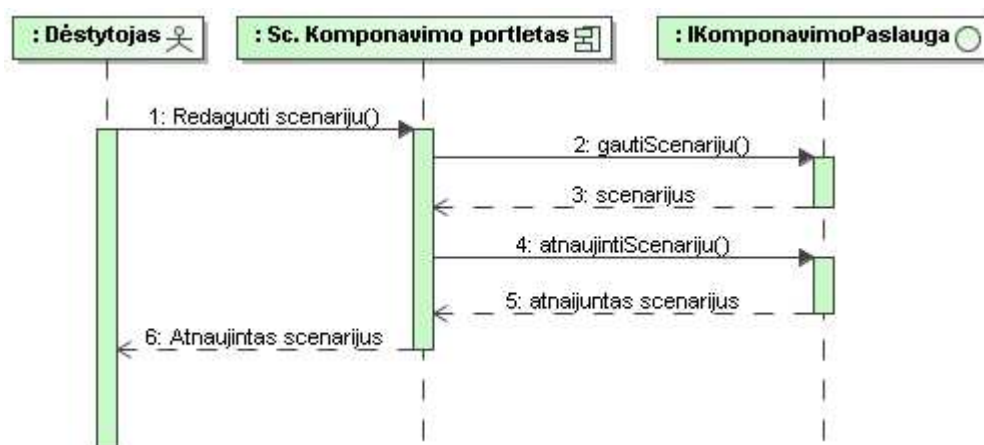 : Dėstytojas
: Sc. Komponavimo portletas
: IKomponavimoPaslauga
1: Redaguoti scenariju()
2: gautiScenariju()
3: scenarijus
4: atnaujintiScenariju()
5: atnaijuntas scenarijus
6: Atnaujintas scenarijus